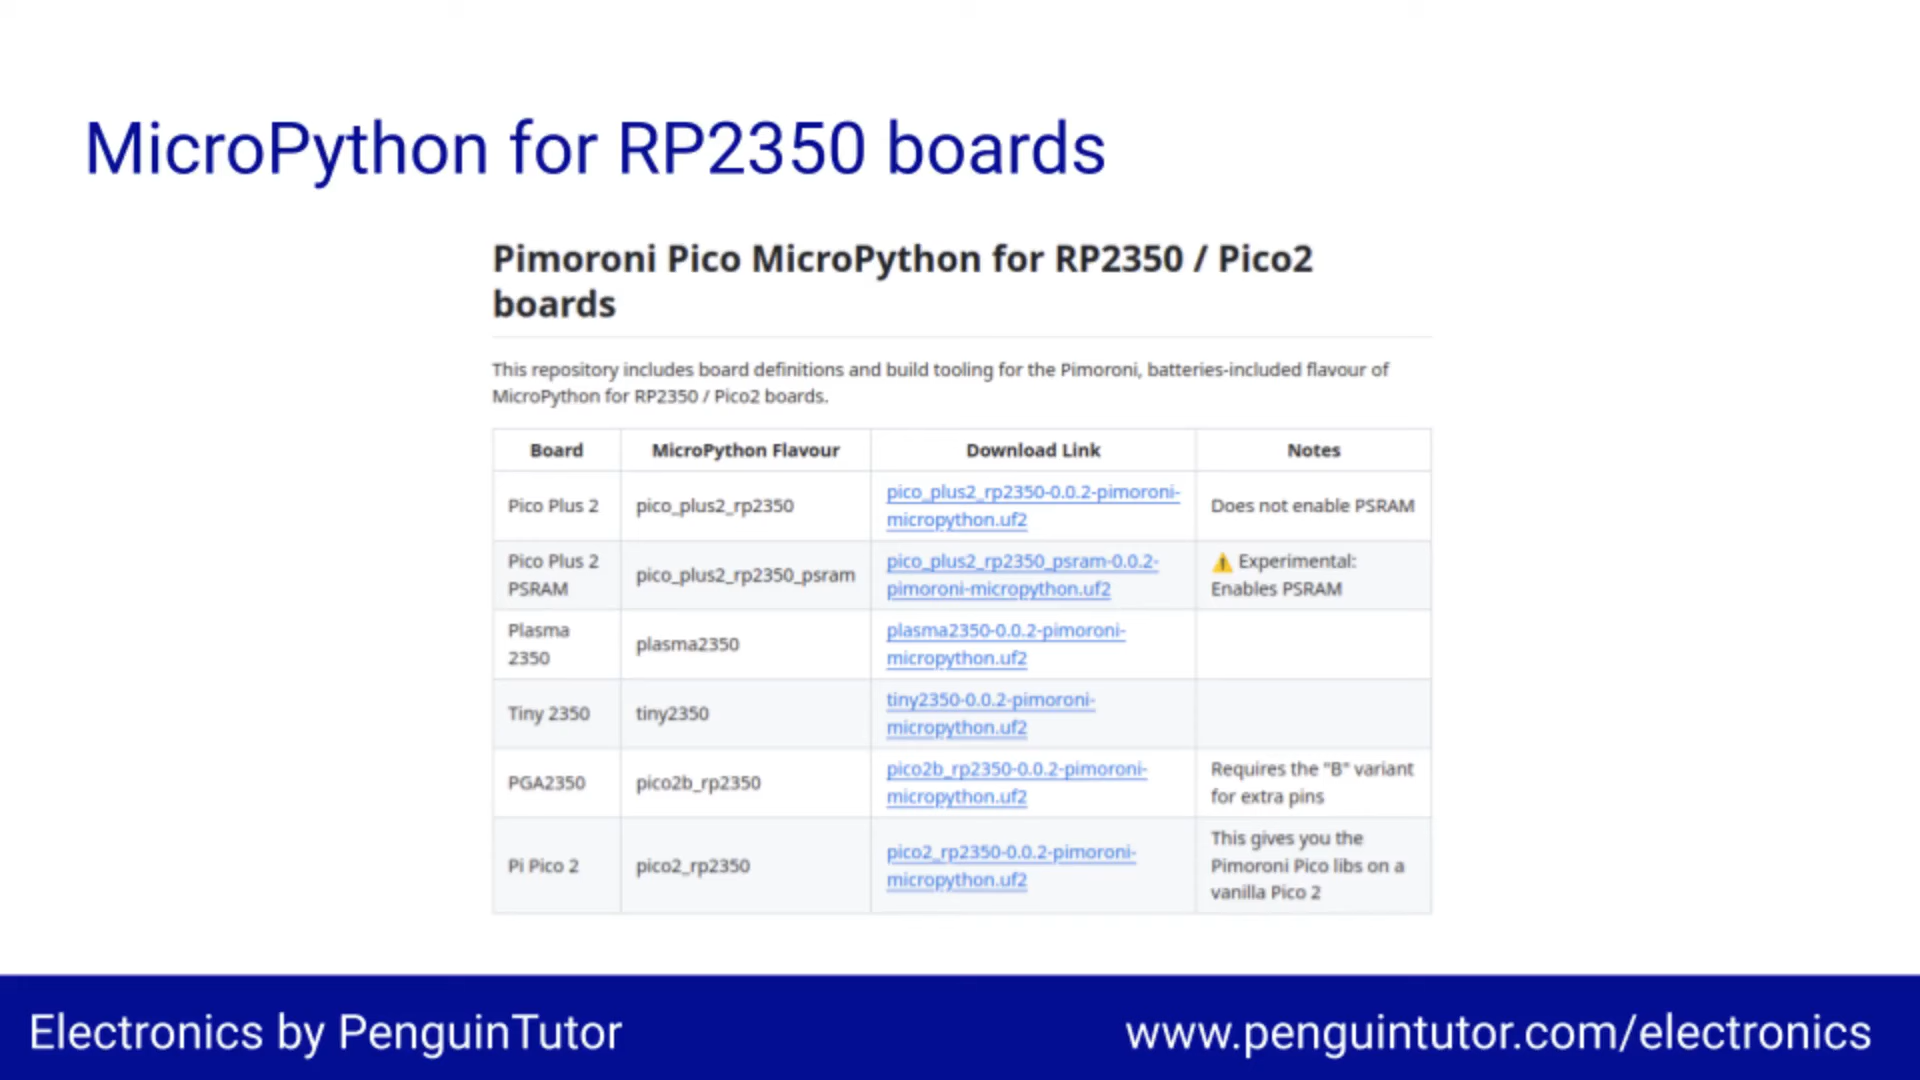 MicroPython for RP2350 boards
Pimoroni Pico MicroPython for RP2350 / Pico2
boards
This repository includes board definitions and build tooling for the Pimoroni, batteries-included flavour of
MicroPython for RP2350 / Pico2 boards.
Board MicroPython Flavour Download Link Notes
Pico Plus 2 pico_plus2_rp2350 pico_plus2_rp2350-0.0.2-pimoroni-
micropython.uf2 Does not enable PSRAM
Pico Plus 2
PSRAM pico_plus2_rp2350_psram pico_plus2_rp2350_psram-0.0.2-
pimoroni-micropython.uf2 ⚠️ Experimental:
Enables PSRAM
Plasma
2350 plasma2350 plasma2350-0.0.2-pimoroni-
micropython.uf2
Tiny 2350 tiny2350 tiny2350-0.0.2-pimoroni-
micropython.uf2
PGA2350 pico2b_rp2350 pico2b_rp2350-0.0.2-pimoroni-
micropython.uf2 Requires the "B" variant
for extra pins
Pi Pico 2 pico2_rp2350 pico2_rp2350-0.0.2-pimoroni-
micropython.uf2 This gives you the
Pimoroni Pico libs on a
vanilla Pico 2
Electronics by PenguinTutor
www.penguintutor.com/electronics